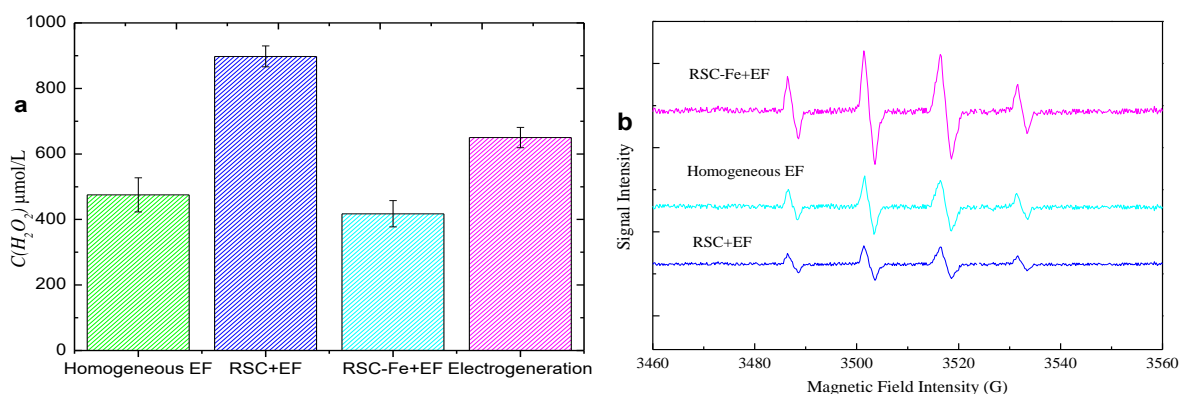 a
C(H₂O₂) μmol/L
1000
800
600
400
200
0
Homogeneous EF RSC+EF RSC-Fe+EF Electrogeneration
b
Signal Intensity
RSC-Fe+EF
Homogeneous EF
RSC+EF
3460 3480 3500 3520 3540 3560
Magnetic Field Intensity (G)